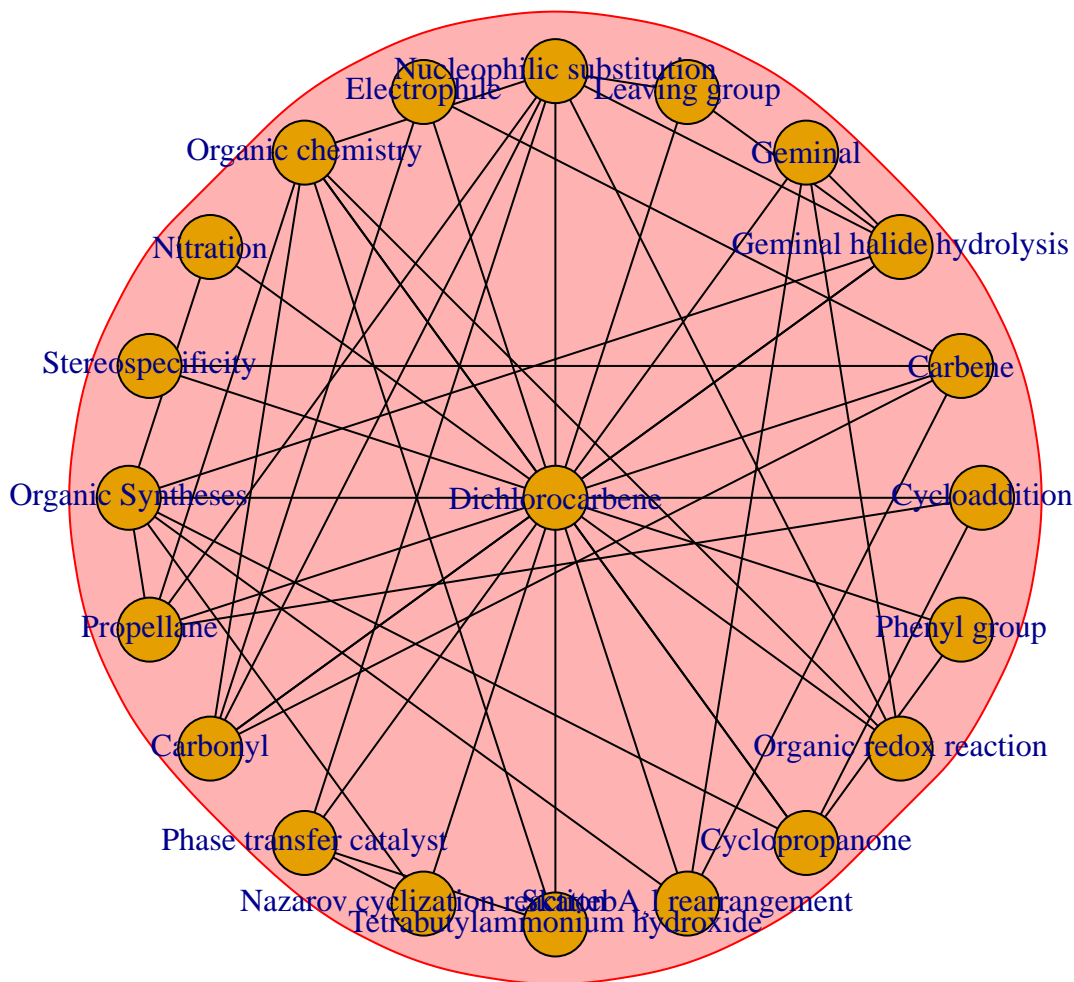 Nucleophilic substitution
Electrophile
Leaving group
Organic chemistry
Geminal
Nitration
Geminal halide hydrolysis
Stereospecificity
Carbene
Organic Syntheses
Dichlorocarbene
Cycloaddition
Propellane
Phenyl group
Carbonyl
Organic redox reaction
Phase transfer catalyst
Cyclopropanone
Nazarov cyclization reaction
rearrangement
Tetrabutylammonium hydroxide